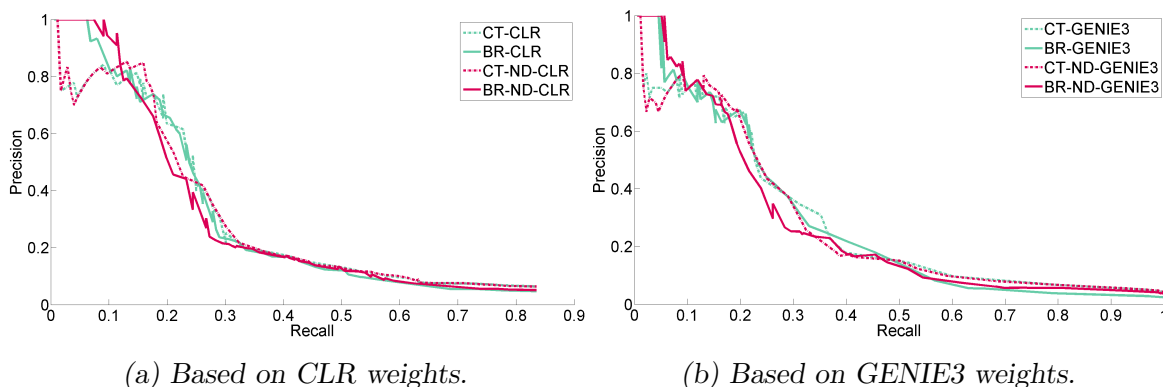 1
0.8
0.6
0.4
0.2
0
Precision
0 0.1 0.2 0.3 0.4 0.5 0.6 0.7 0.8 0.9
Recall
CT-CLR
BR-CLR
CT-ND-CLR
BR-ND-CLR
(a) Based on CLR weights.
1
0.8
0.6
0.4
0.2
0
Precision
0 0.1 0.2 0.3 0.4 0.5 0.6 0.7 0.8 0.9 1
Recall
CT-GENIE3
BR-GENIE3
CT-ND-GENIE3
BR-ND-GENIE3
(b) Based on GENIE3 weights.